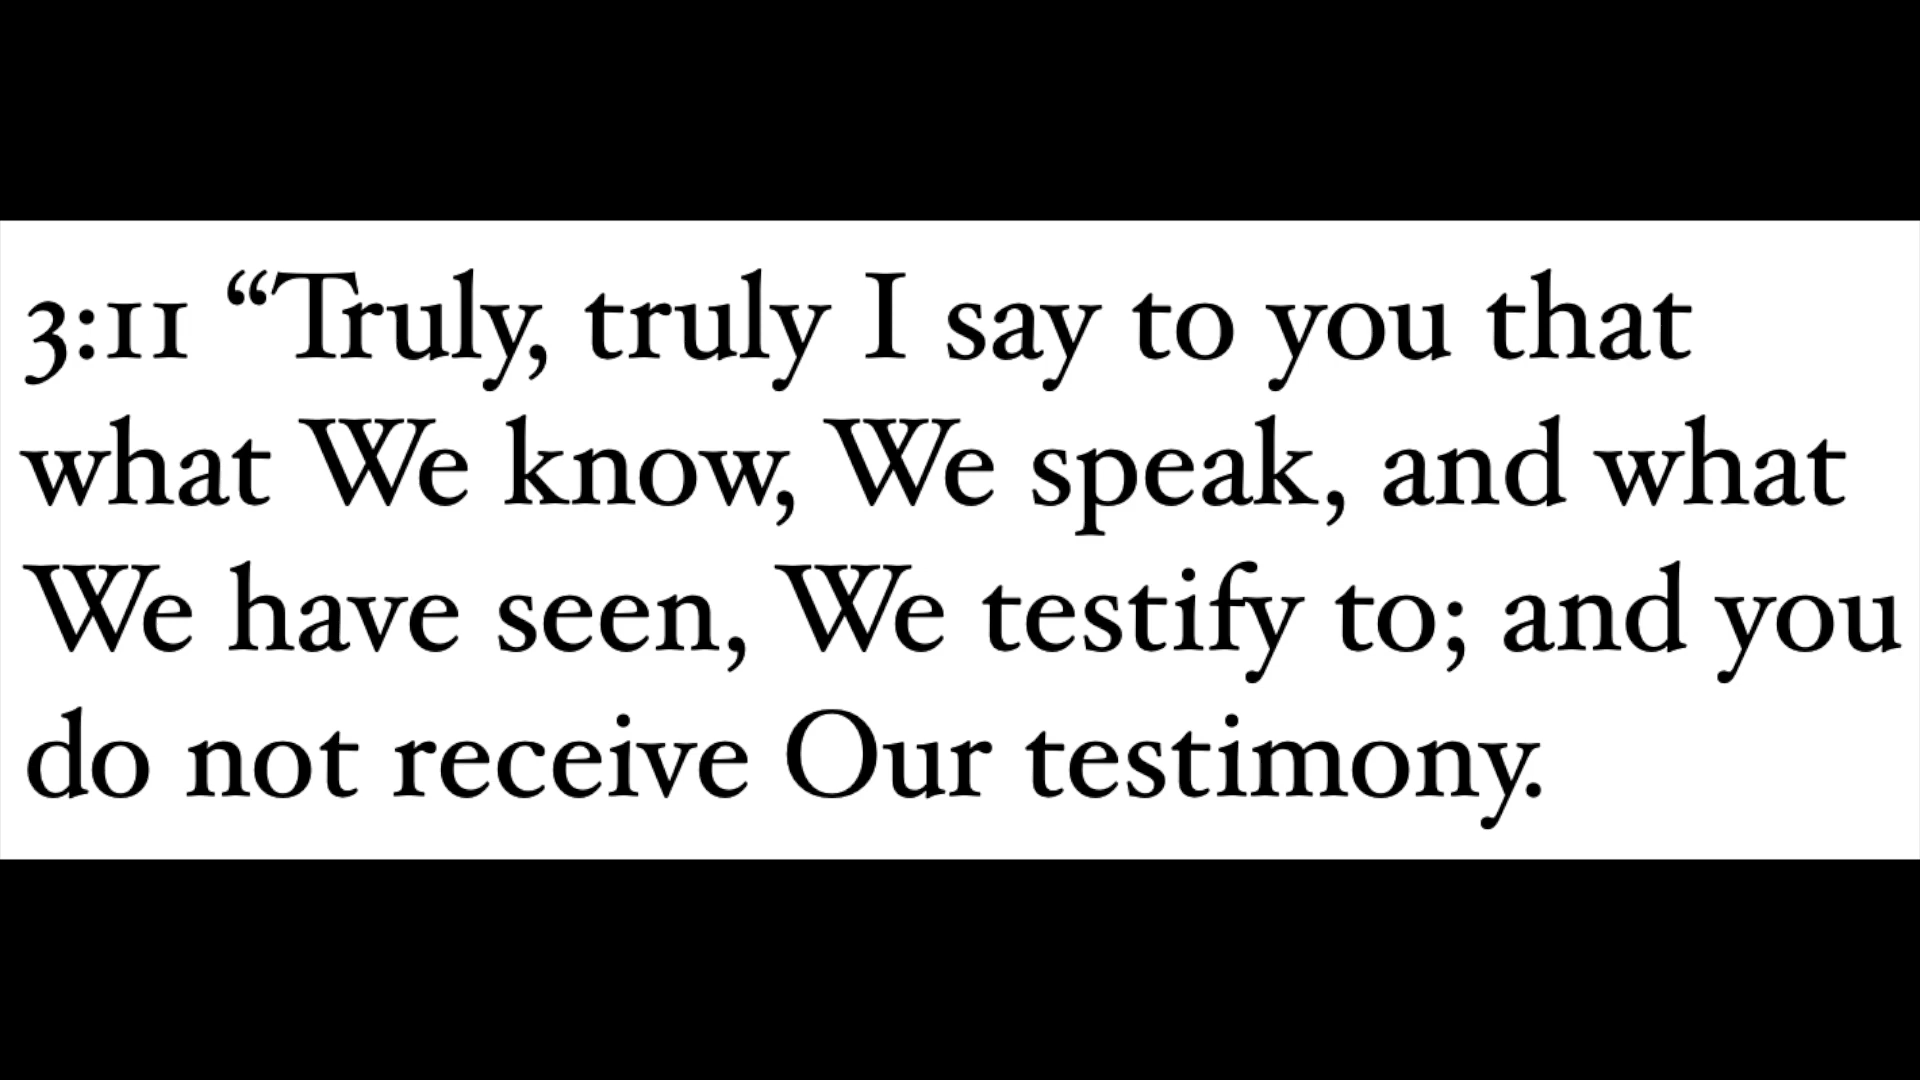 3:11 “Truly, truly I say to you that
what We know, We speak, and what
We have seen, We testify to; and you
do not receive Our testimony.